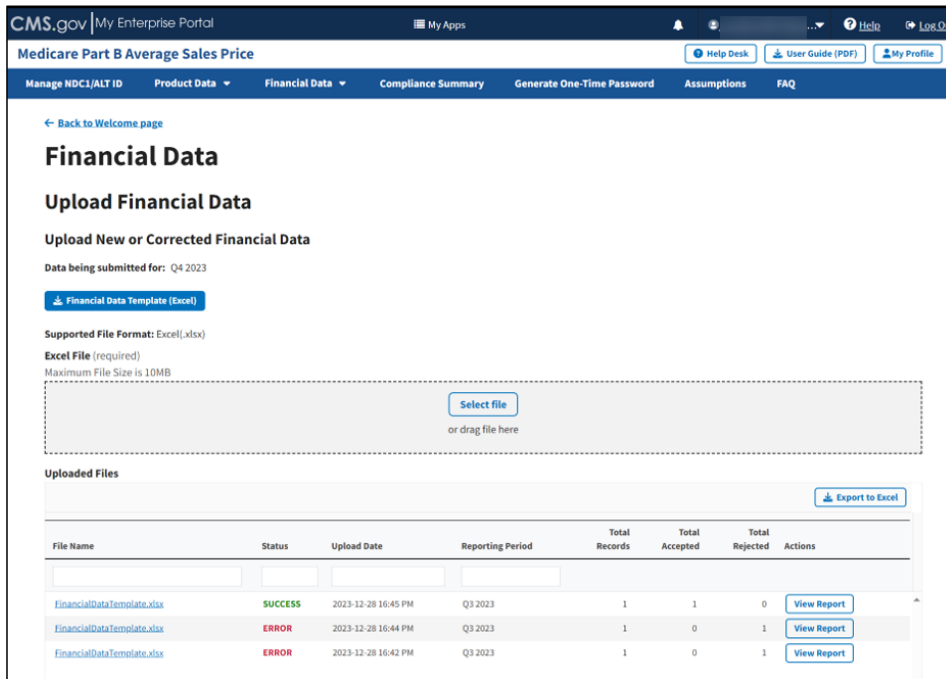 CMS.gov My Enterprise Portal My Apps ... Help Log O
Medicare Part B Average Sales Price Help Desk User Guide (PDF) My Profile
Manage NDC1/ALT ID Product Data Financial Data Compliance Summary Generate One-Time Password Assumptions FAQ
← Back to Welcome page
Financial Data
Upload Financial Data
Upload New or Corrected Financial Data
Data being submitted for: Q4 2023
Financial Data Template (Excel)
Supported File Format: Excel(.xlsx)
Excel File (required)
Maximum File Size is 10MB
Select file
or drag file here
Uploaded Files
Export to Excel
File Name Status Upload Date Reporting Period Total Records Total Accepted Total Rejected Actions
FinancialDataTemplate.xlsx SUCCESS 2023-12-28 16:45 PM Q3 2023 1 1 0 View Report
FinancialDataTemplate.xlsx ERROR 2023-12-28 16:44 PM Q3 2023 1 0 1 View Report
FinancialDataTemplate.xlsx ERROR 2023-12-28 16:42 PM Q3 2023 1 0 1 View Report